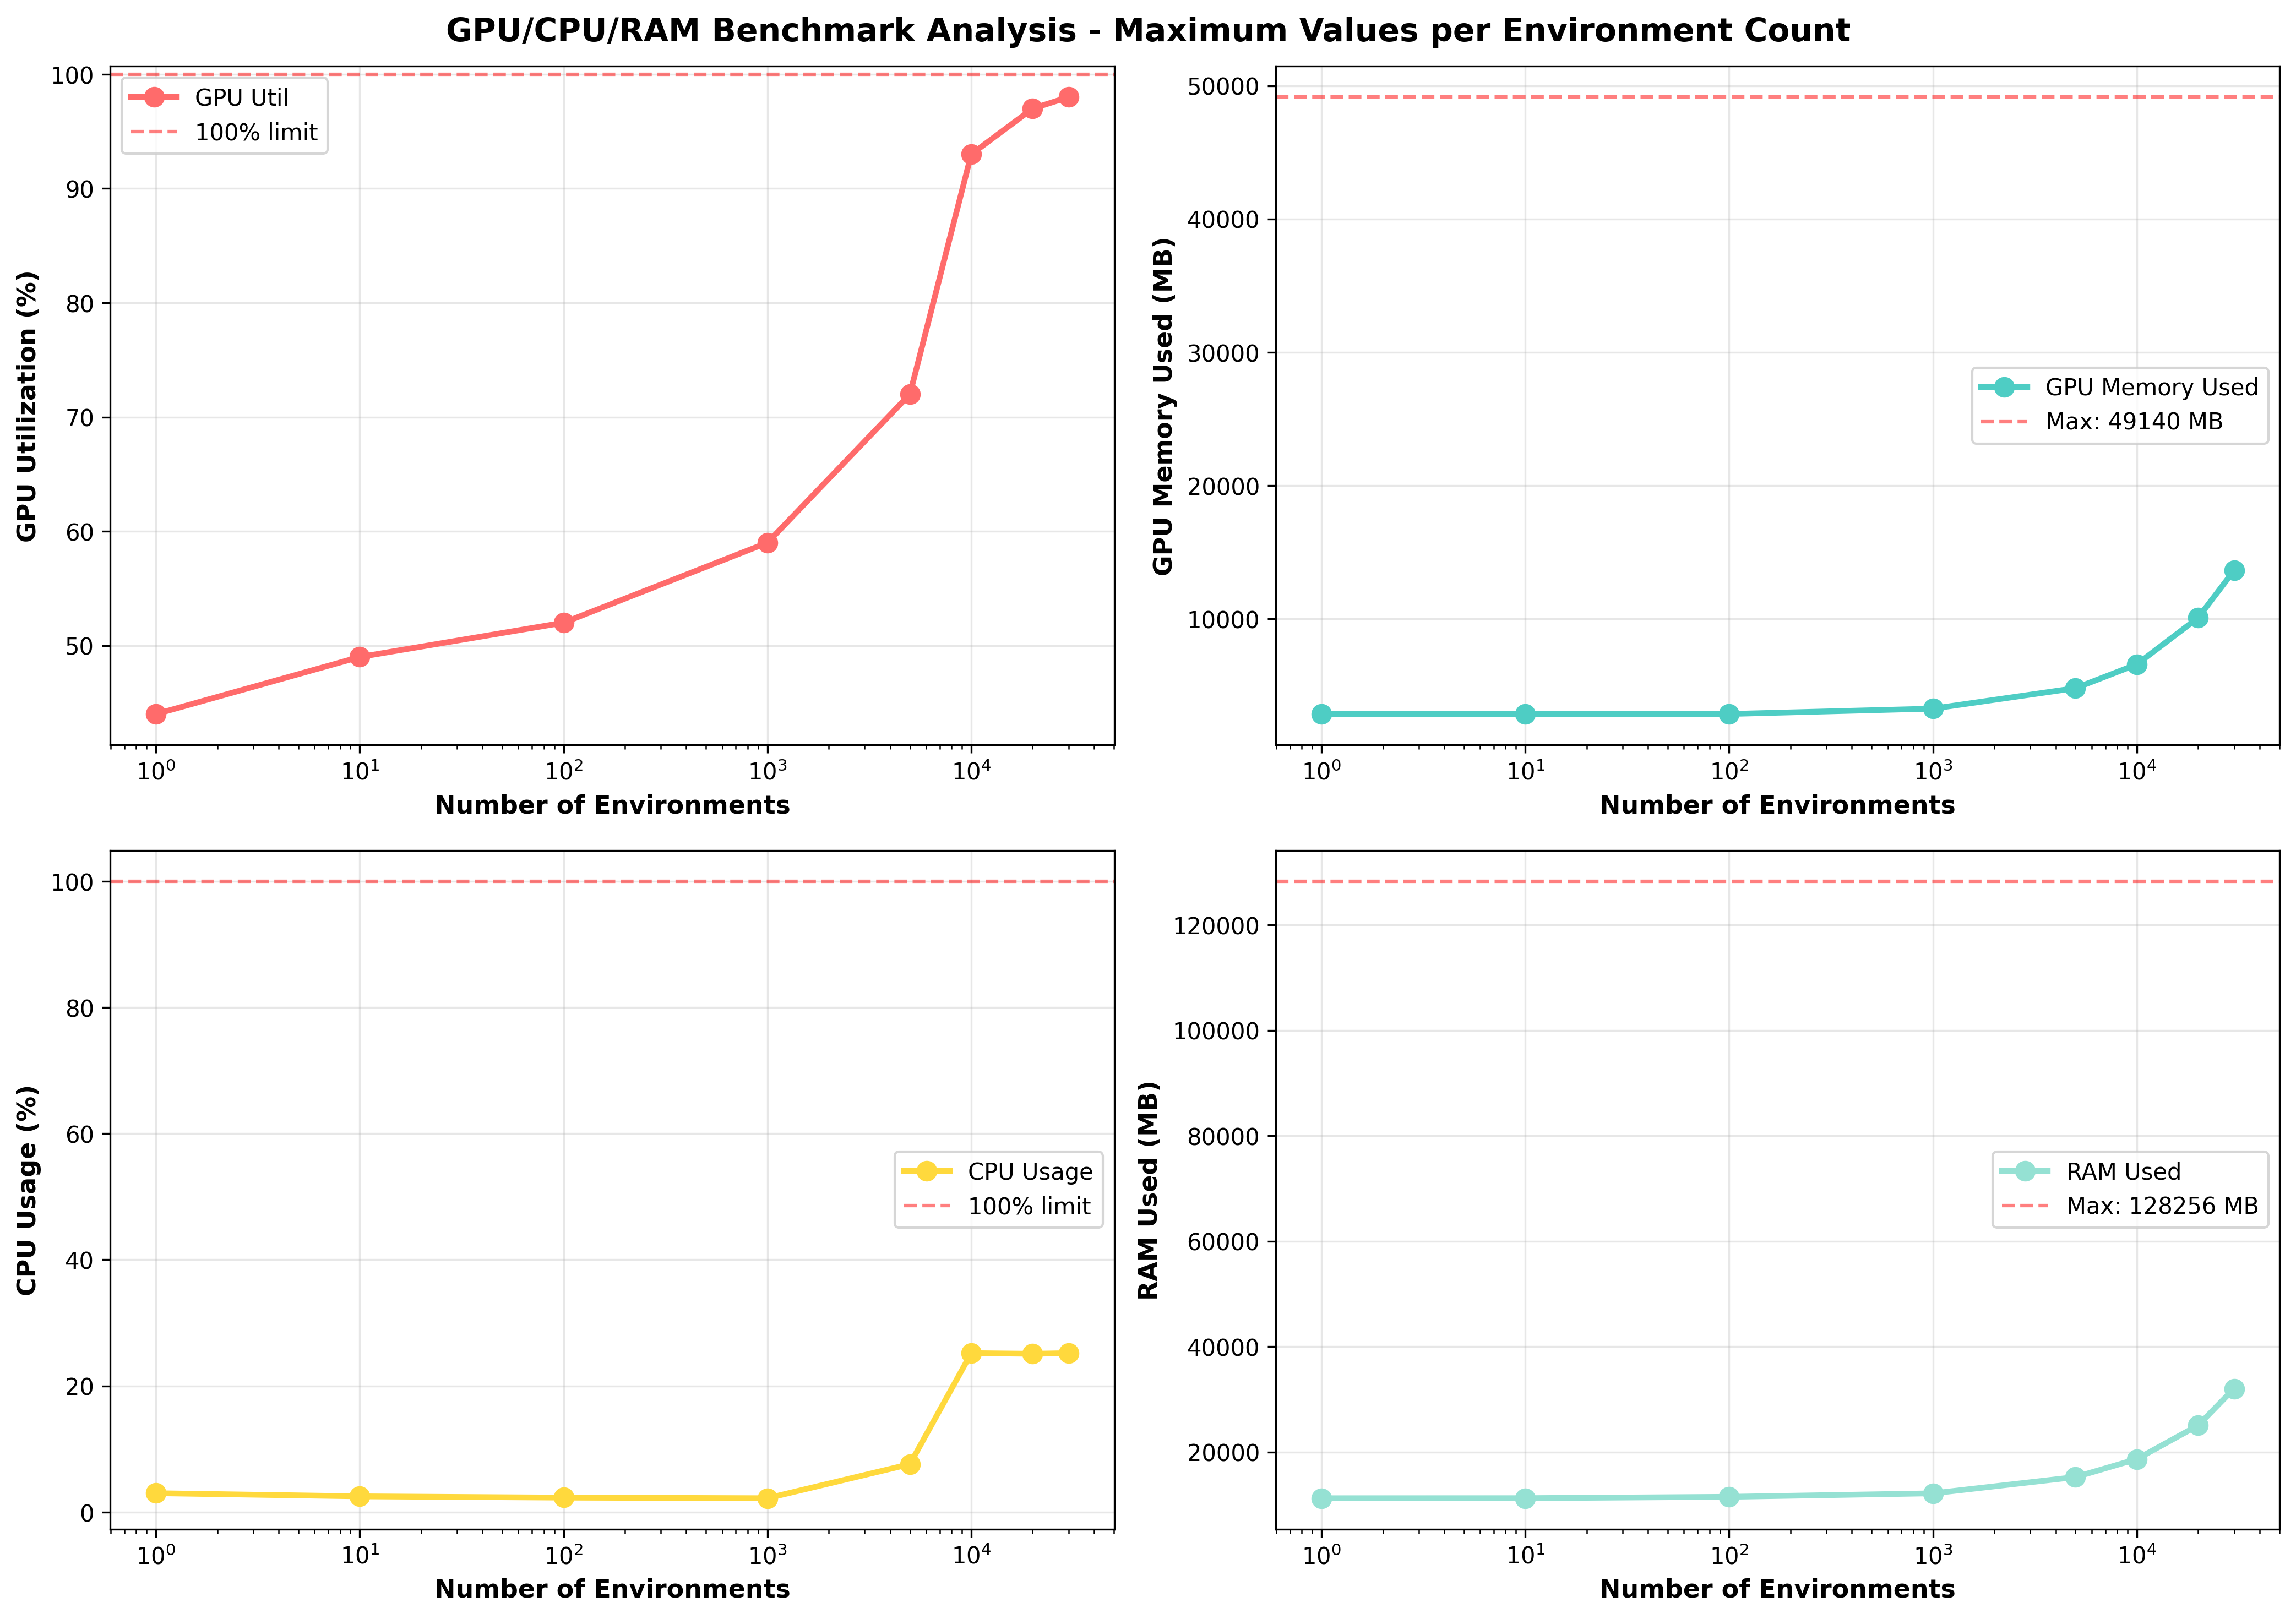 GPU/CPU/RAM Benchmark Analysis - Maximum Values per Environment Count
GPU Utilization (%)
100
90
80
70
60
50
GPU Util
100% limit
10⁰ 10¹ 10² 10³ 10⁴
Number of Environments
GPU Memory Used (MB)
50000
40000
30000
20000
10000
GPU Memory Used
Max: 49140 MB
10⁰ 10¹ 10² 10³ 10⁴
Number of Environments
CPU Usage (%)
100
80
60
40
20
0
CPU Usage
100% limit
10⁰ 10¹ 10² 10³ 10⁴
Number of Environments
RAM Used (MB)
120000
100000
80000
60000
40000
20000
RAM Used
Max: 128256 MB
10⁰ 10¹ 10² 10³ 10⁴
Number of Environments